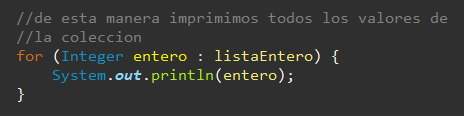 //de esta manera imprimimos todos los valores de
//la coleccion
for (Integer entero : listaEntero) {
    System.out.println(entero);
}